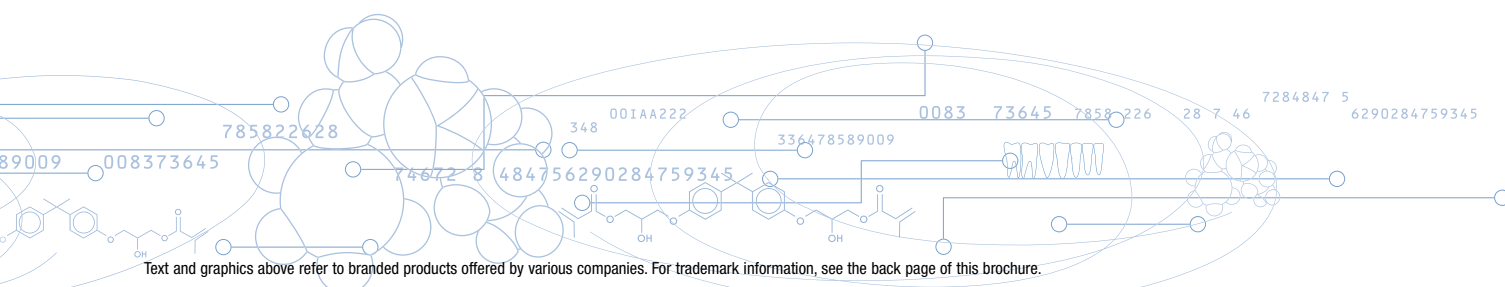 7284847 5
00IAA222
0083 73645 7858 226 28 7 46 6290284759345
785822628
348
336478589009
89009 008373645
74672 8 484756290284759345
OH OH OH
Text and graphics above refer to branded products offered by various companies. For trademark information, see the back page of this brochure.